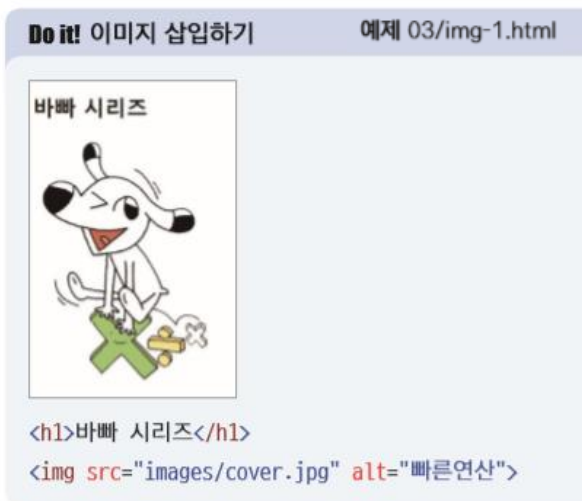 Do it! 이미지 삽입하기 예제 03/img-1.html
바빠 시리즈
<h1>바빠 시리즈</h1>
<img src="images/cover.jpg" alt="빠른연산">